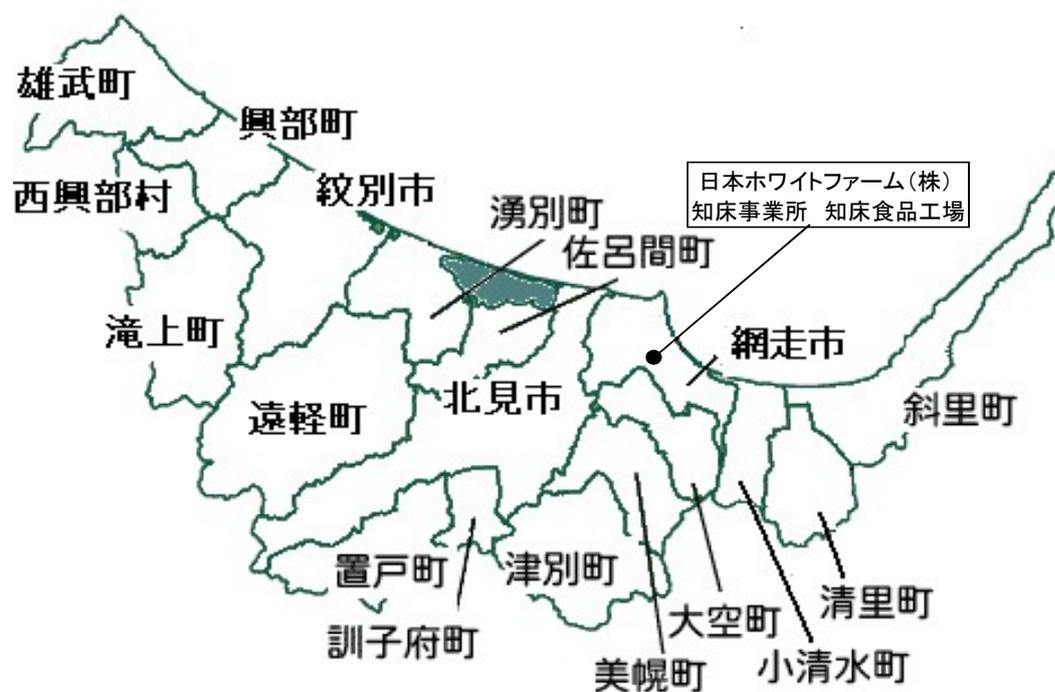 雄武町
興部町
西興部村
紋別市
日本ホワイトファーム（株）
知床事業所　知床食品工場
湧別町
佐呂間町
滝上町
網走市
遠軽町
北見市
斜里町
置戸町
津別町
清里町
訓子府町
大空町
美幌町
小清水町